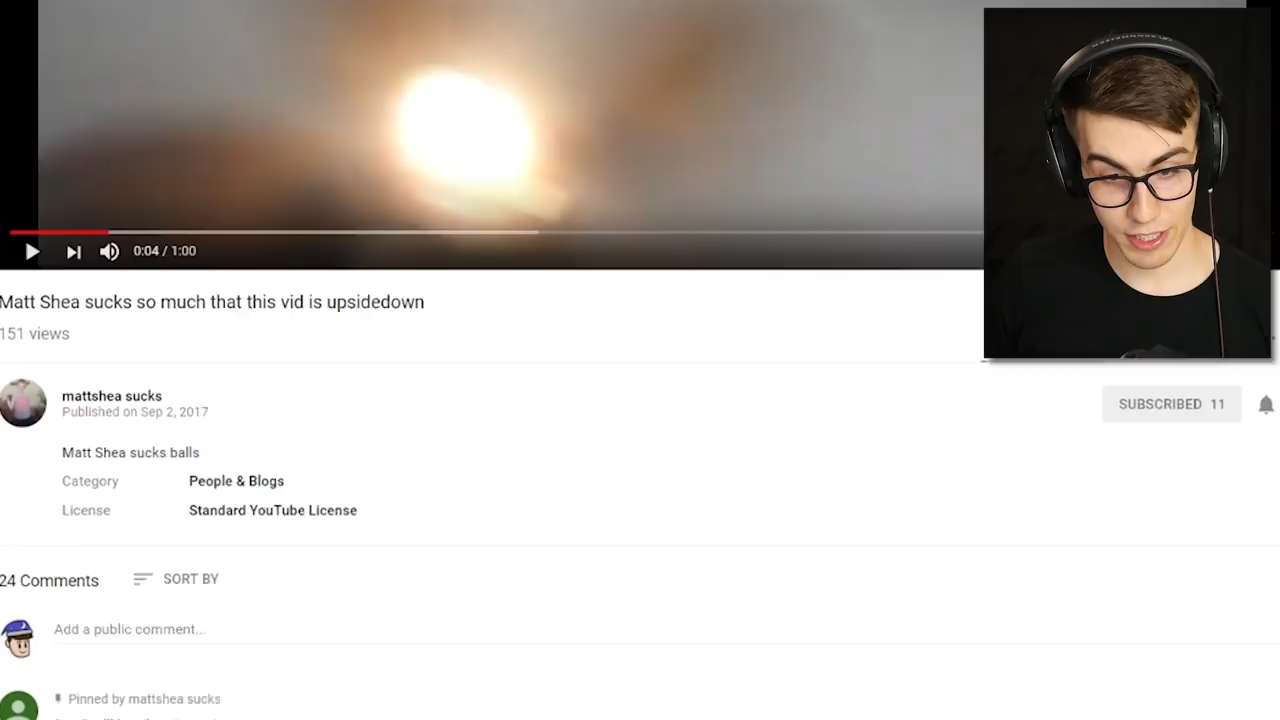 0:04 / 1:00
Matt Shea sucks so much that this vid is upsidedown
151 views
mattshea sucks
Published on Sep 2, 2017
SUBSCRIBED 11
Matt Shea sucks balls
Category People & Blogs
License Standard YouTube License
24 Comments SORT BY
Add a public comment...
Pinned by mattshea sucks